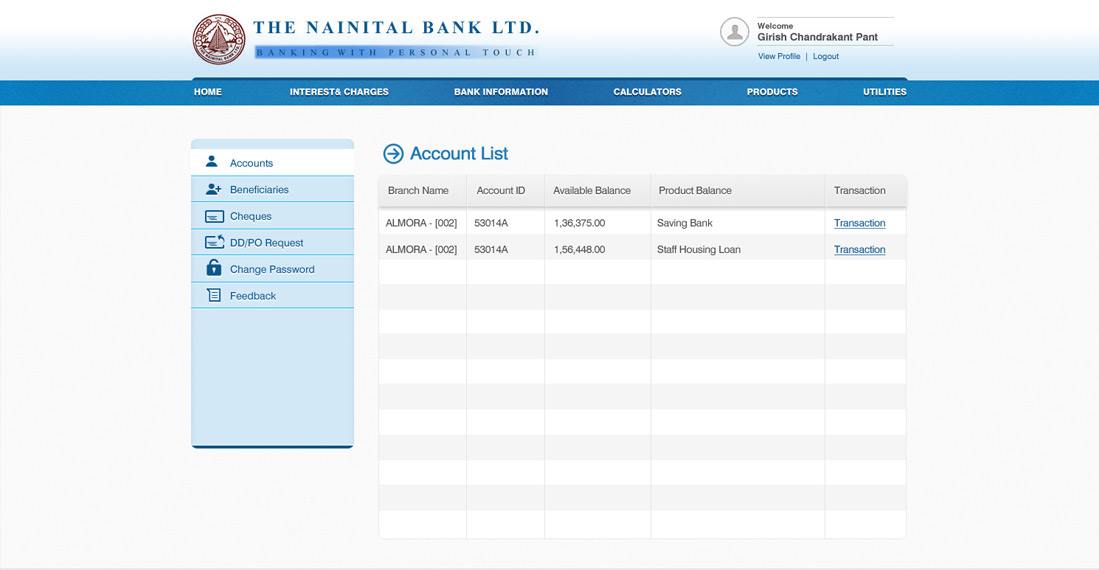 THE NAINITAL BANK LTD.
BANKING WITH PERSONAL TOUCH
Welcome
Girish Chandrakant Pant
View Profile | Logout
HOME INTEREST& CHARGES BANK INFORMATION CALCULATORS PRODUCTS UTILITIES
Accounts
Beneficiaries
Cheques
DD/PO Request
Change Password
Feedback
Account List
Branch Name Account ID Available Balance Product Balance Transaction
ALMORA - [002] 53014A 1,36,375.00 Saving Bank Transaction
ALMORA - [002] 53014A 1,56,448.00 Staff Housing Loan Transaction